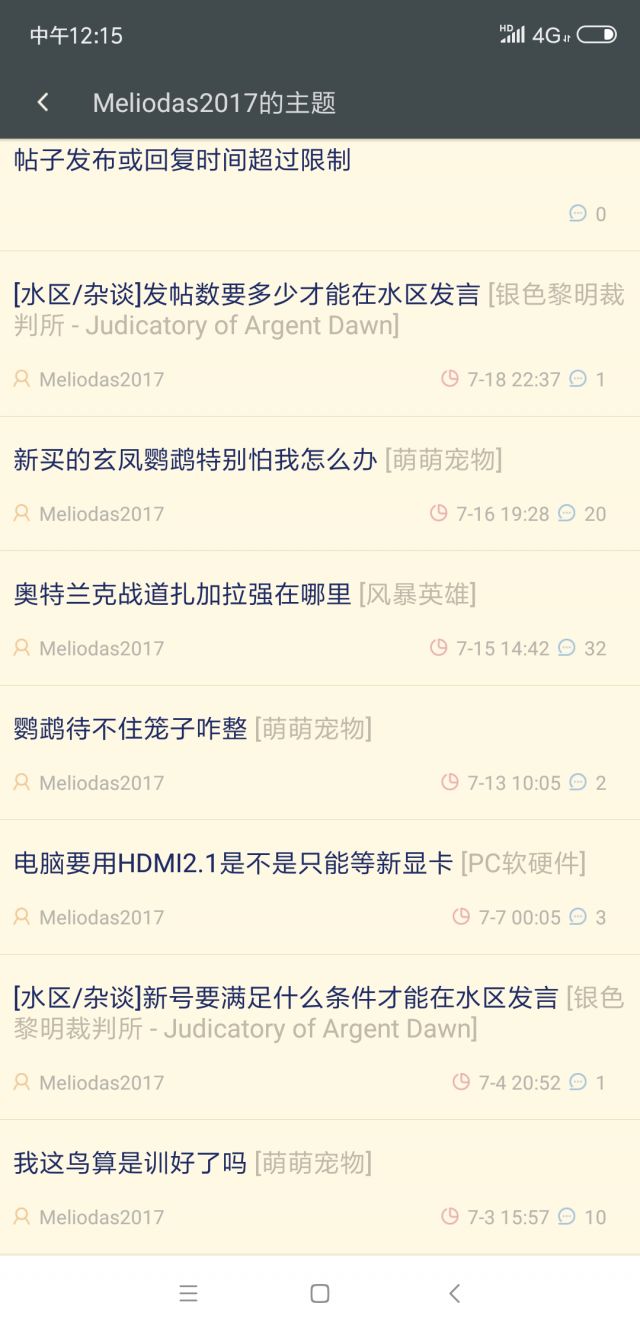 中午12:15
HD 4G
Meliodas2017的主题
帖子发布或回复时间超过限制
0
[水区/杂谈]发帖数要多少才能在水区发言 [银色黎明裁
判所 - Judicatory of Argent Dawn]
Meliodas2017 7-18 22:37 1
新买的玄凤鹦鹉特别怕我怎么办 [萌萌宠物]
Meliodas2017 7-16 19:28 20
奥特兰克战道扎加拉强在哪里 [风暴英雄]
Meliodas2017 7-15 14:42 32
鹦鹉待不住笼子咋整 [萌萌宠物]
Meliodas2017 7-13 10:05 2
电脑要用HDMI2.1是不是只能等新显卡 [PC软硬件]
Meliodas2017 7-7 00:05 3
[水区/杂谈]新号要满足什么条件才能在水区发言 [银色
黎明裁判所 - Judicatory of Argent Dawn]
Meliodas2017 7-4 20:52 1
我这鸟算是训好了吗 [萌萌宠物]
Meliodas2017 7-3 15:57 10